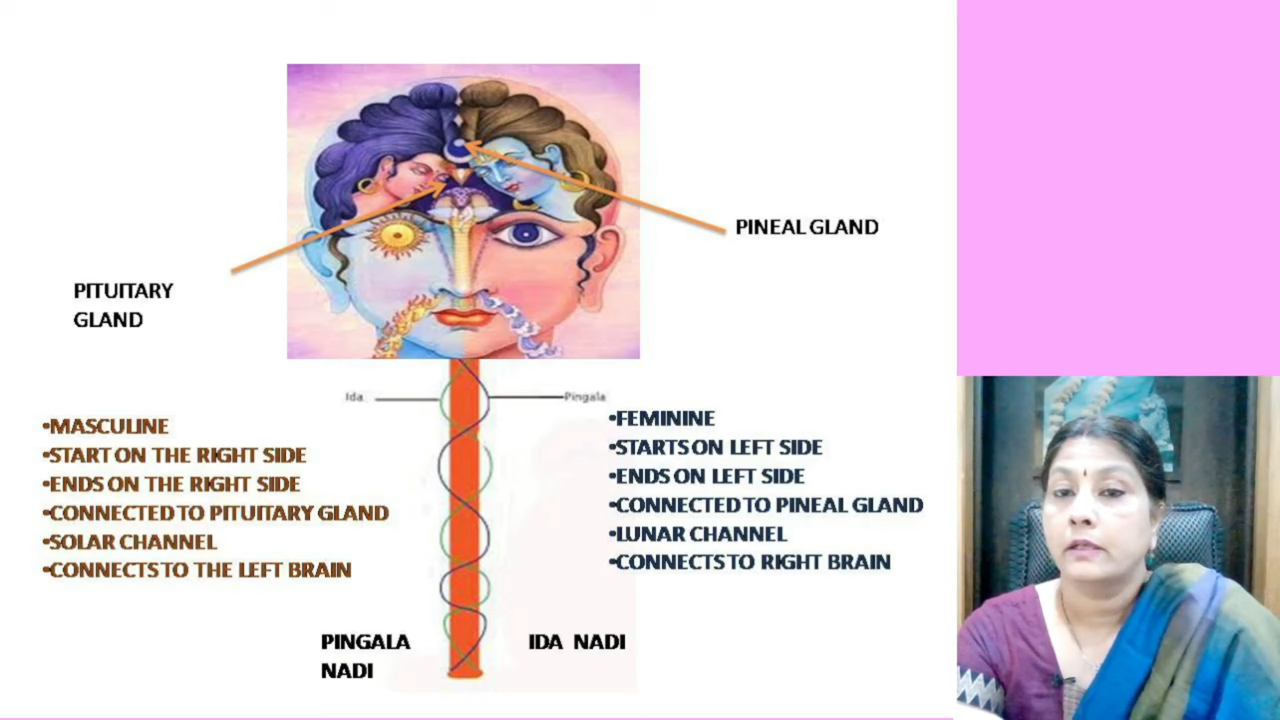 PINEAL GLAND
PITUITARY
GLAND
Ida
Pingala
•MASCULINE
•START ON THE RIGHT SIDE
•ENDS ON THE RIGHT SIDE
•CONNECTED TO PITUITARY GLAND
•SOLAR CHANNEL
•CONNECTS TO THE LEFT BRAIN
•FEMININE
•STARTS ON LEFT SIDE
•ENDS ON LEFT SIDE
•CONNECTED TO PINEAL GLAND
•LUNAR CHANNEL
•CONNECTS TO RIGHT BRAIN
PINGALA
NADI
IDA NADI